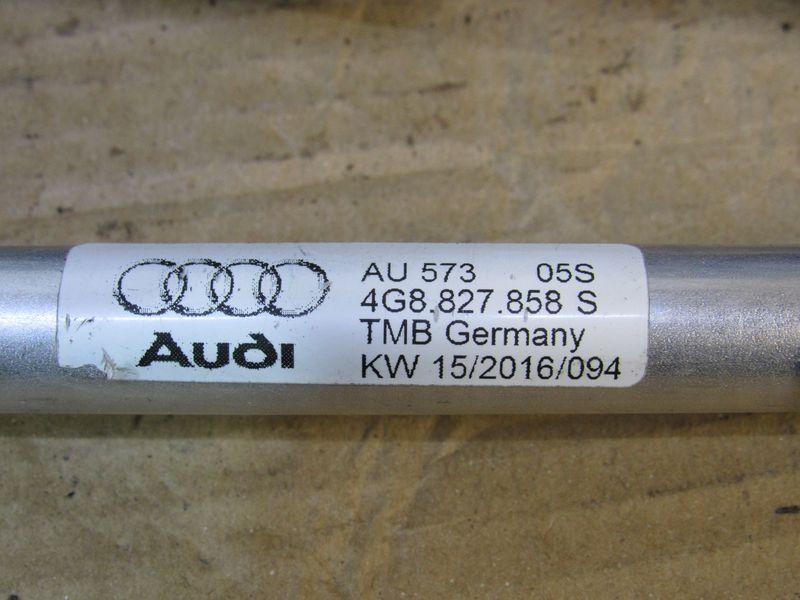 AU 573 05S
4G8.827.858 S
TMB Germany
KW 15/2016/094
Audi